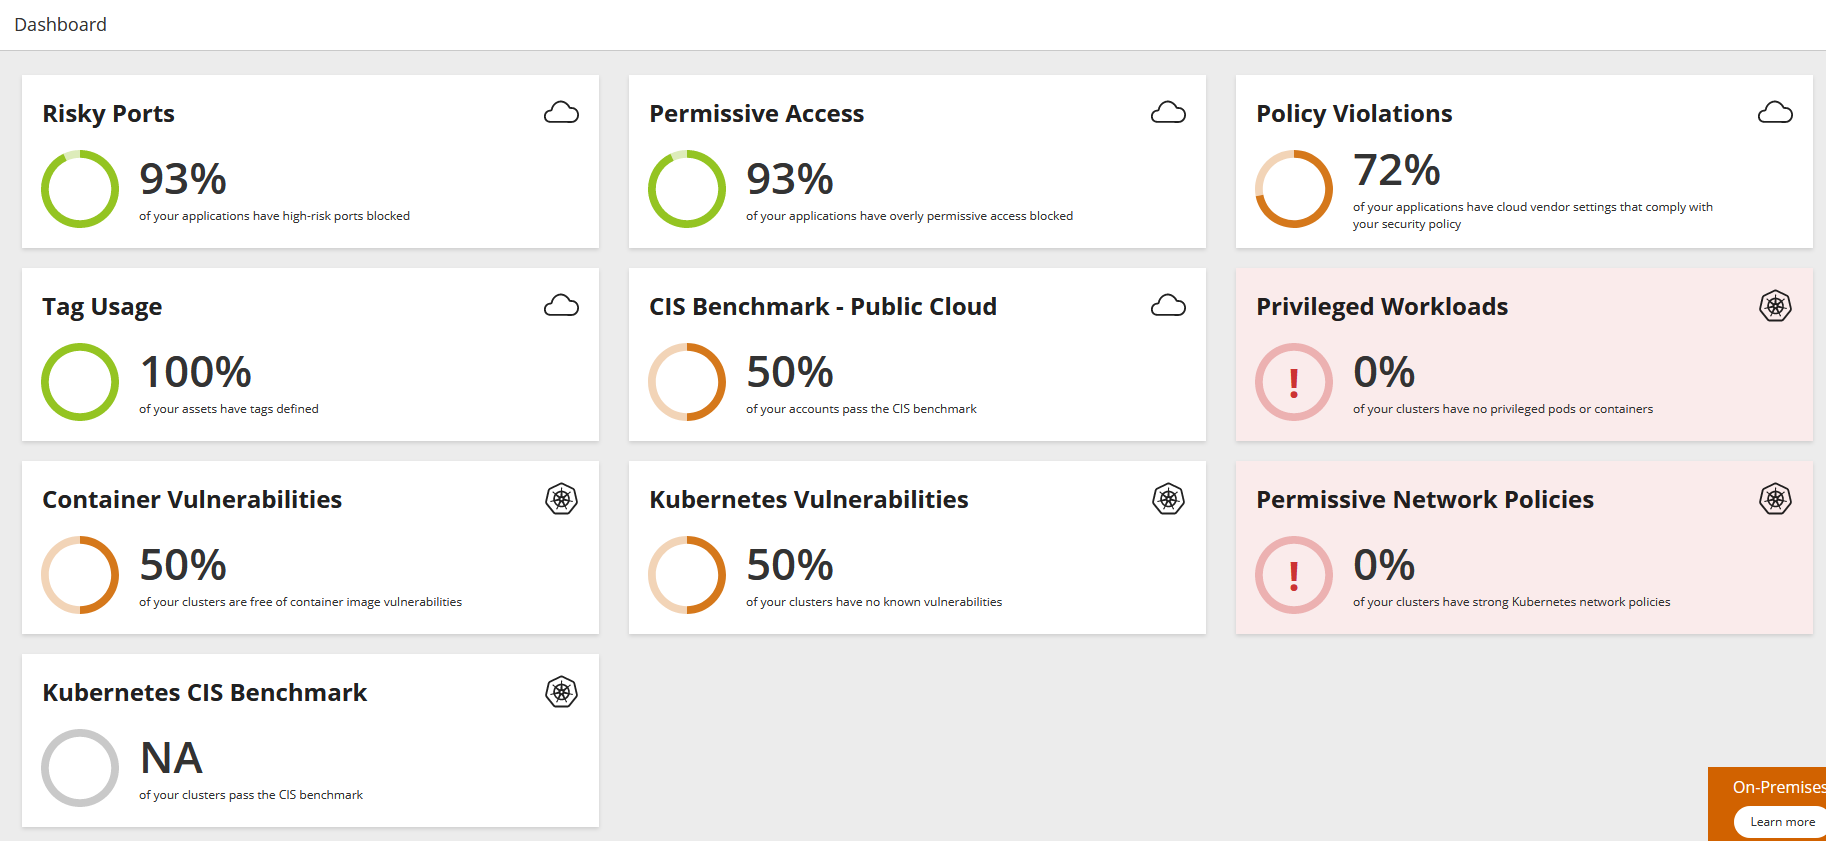 Dashboard
Risky Ports
93%
of your applications have high-risk ports blocked
Permissive Access
93%
of your applications have overly permissive access blocked
Policy Violations
72%
of your applications have cloud vendor settings that comply with
your security policy
Tag Usage
100%
of your assets have tags defined
CIS Benchmark - Public Cloud
50%
of your accounts pass the CIS benchmark
Privileged Workloads
!
0%
of your clusters have no privileged pods or containers
Container Vulnerabilities
50%
of your clusters are free of container image vulnerabilities
Kubernetes Vulnerabilities
50%
of your clusters have no known vulnerabilities
Permissive Network Policies
!
0%
of your clusters have strong Kubernetes network policies
Kubernetes CIS Benchmark
NA
of your clusters pass the CIS benchmark
On-Premises
Learn more